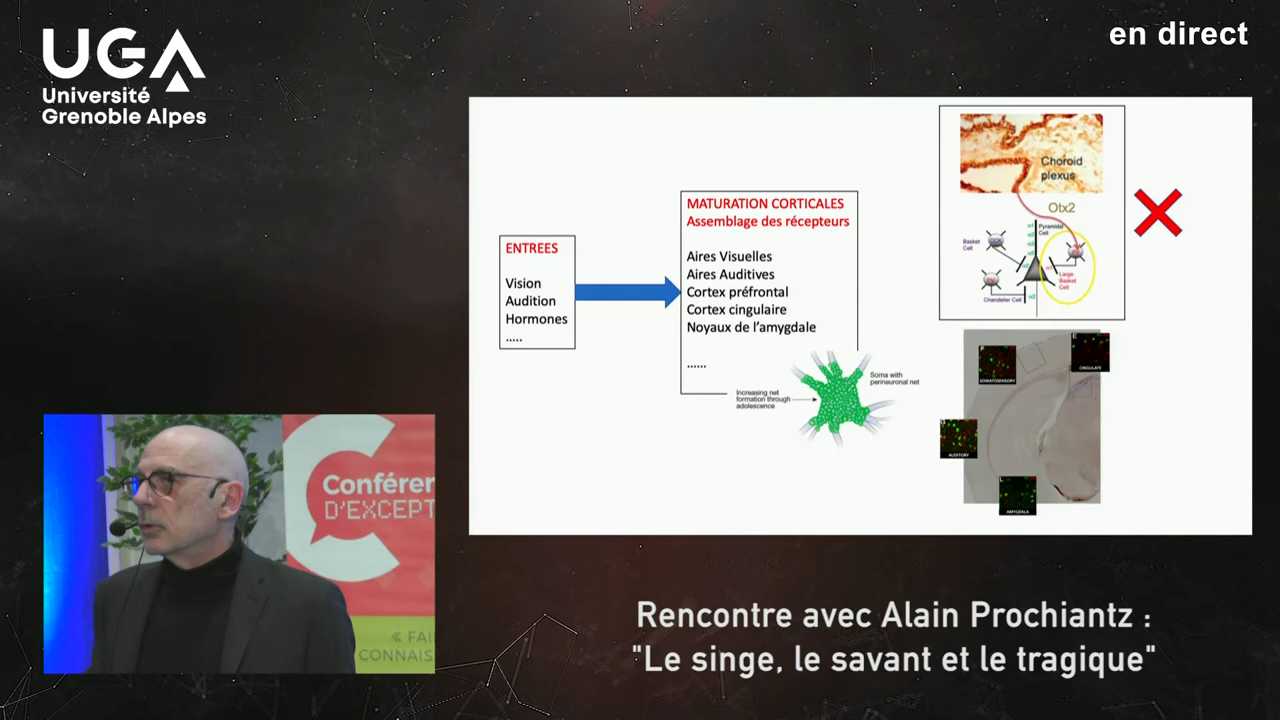 UGA
Université
Grenoble Alpes
en direct
ENTREES
Vision
Audition
Hormones
.....
MATURATION CORTICALES
Assemblage des récepteurs
Aires Visuelles
Aires Auditives
Cortex préfrontal
Cortex cingulaire
Noyaux de l'amygdale
......
Increasing net
formation through
adolescence
Soma with
perineuronal net
Choroid
plexus
Otx2
Pyramidal
Cell
Basket
Cell
Large
Basket
Cell
Chandelier Cell
SOMATOSENSORY
CINGULATE
AUDITORY
AMYGDALA
Conféren
D'EXCEPT
« FAI
CONNAIS
Rencontre avec Alain Prochiantz :
"Le singe, le savant et le tragique"